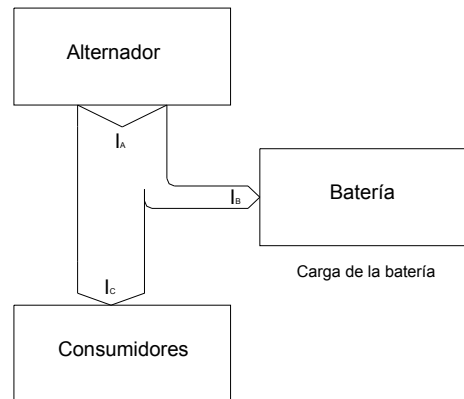 Alternador
IA
IB
Batería
Carga de la batería
IC
Consumidores